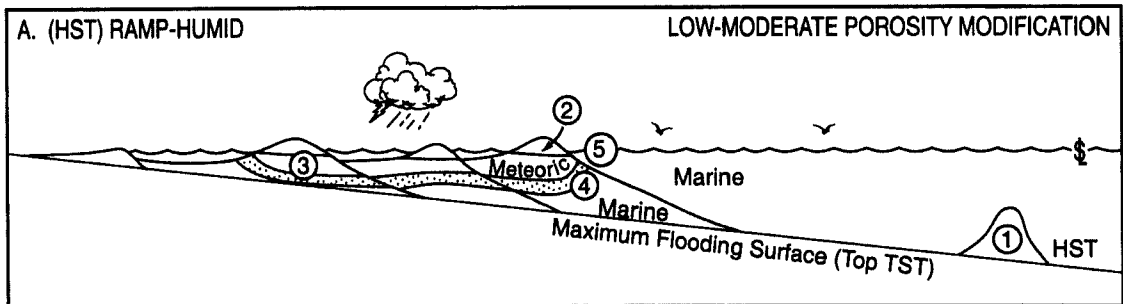 A. (HST) RAMP-HUMID
LOW-MODERATE POROSITY MODIFICATION
2
5
3
Meteoric
4
Marine
Marine
SL
1
HST
Maximum Flooding Surface (Top TST)